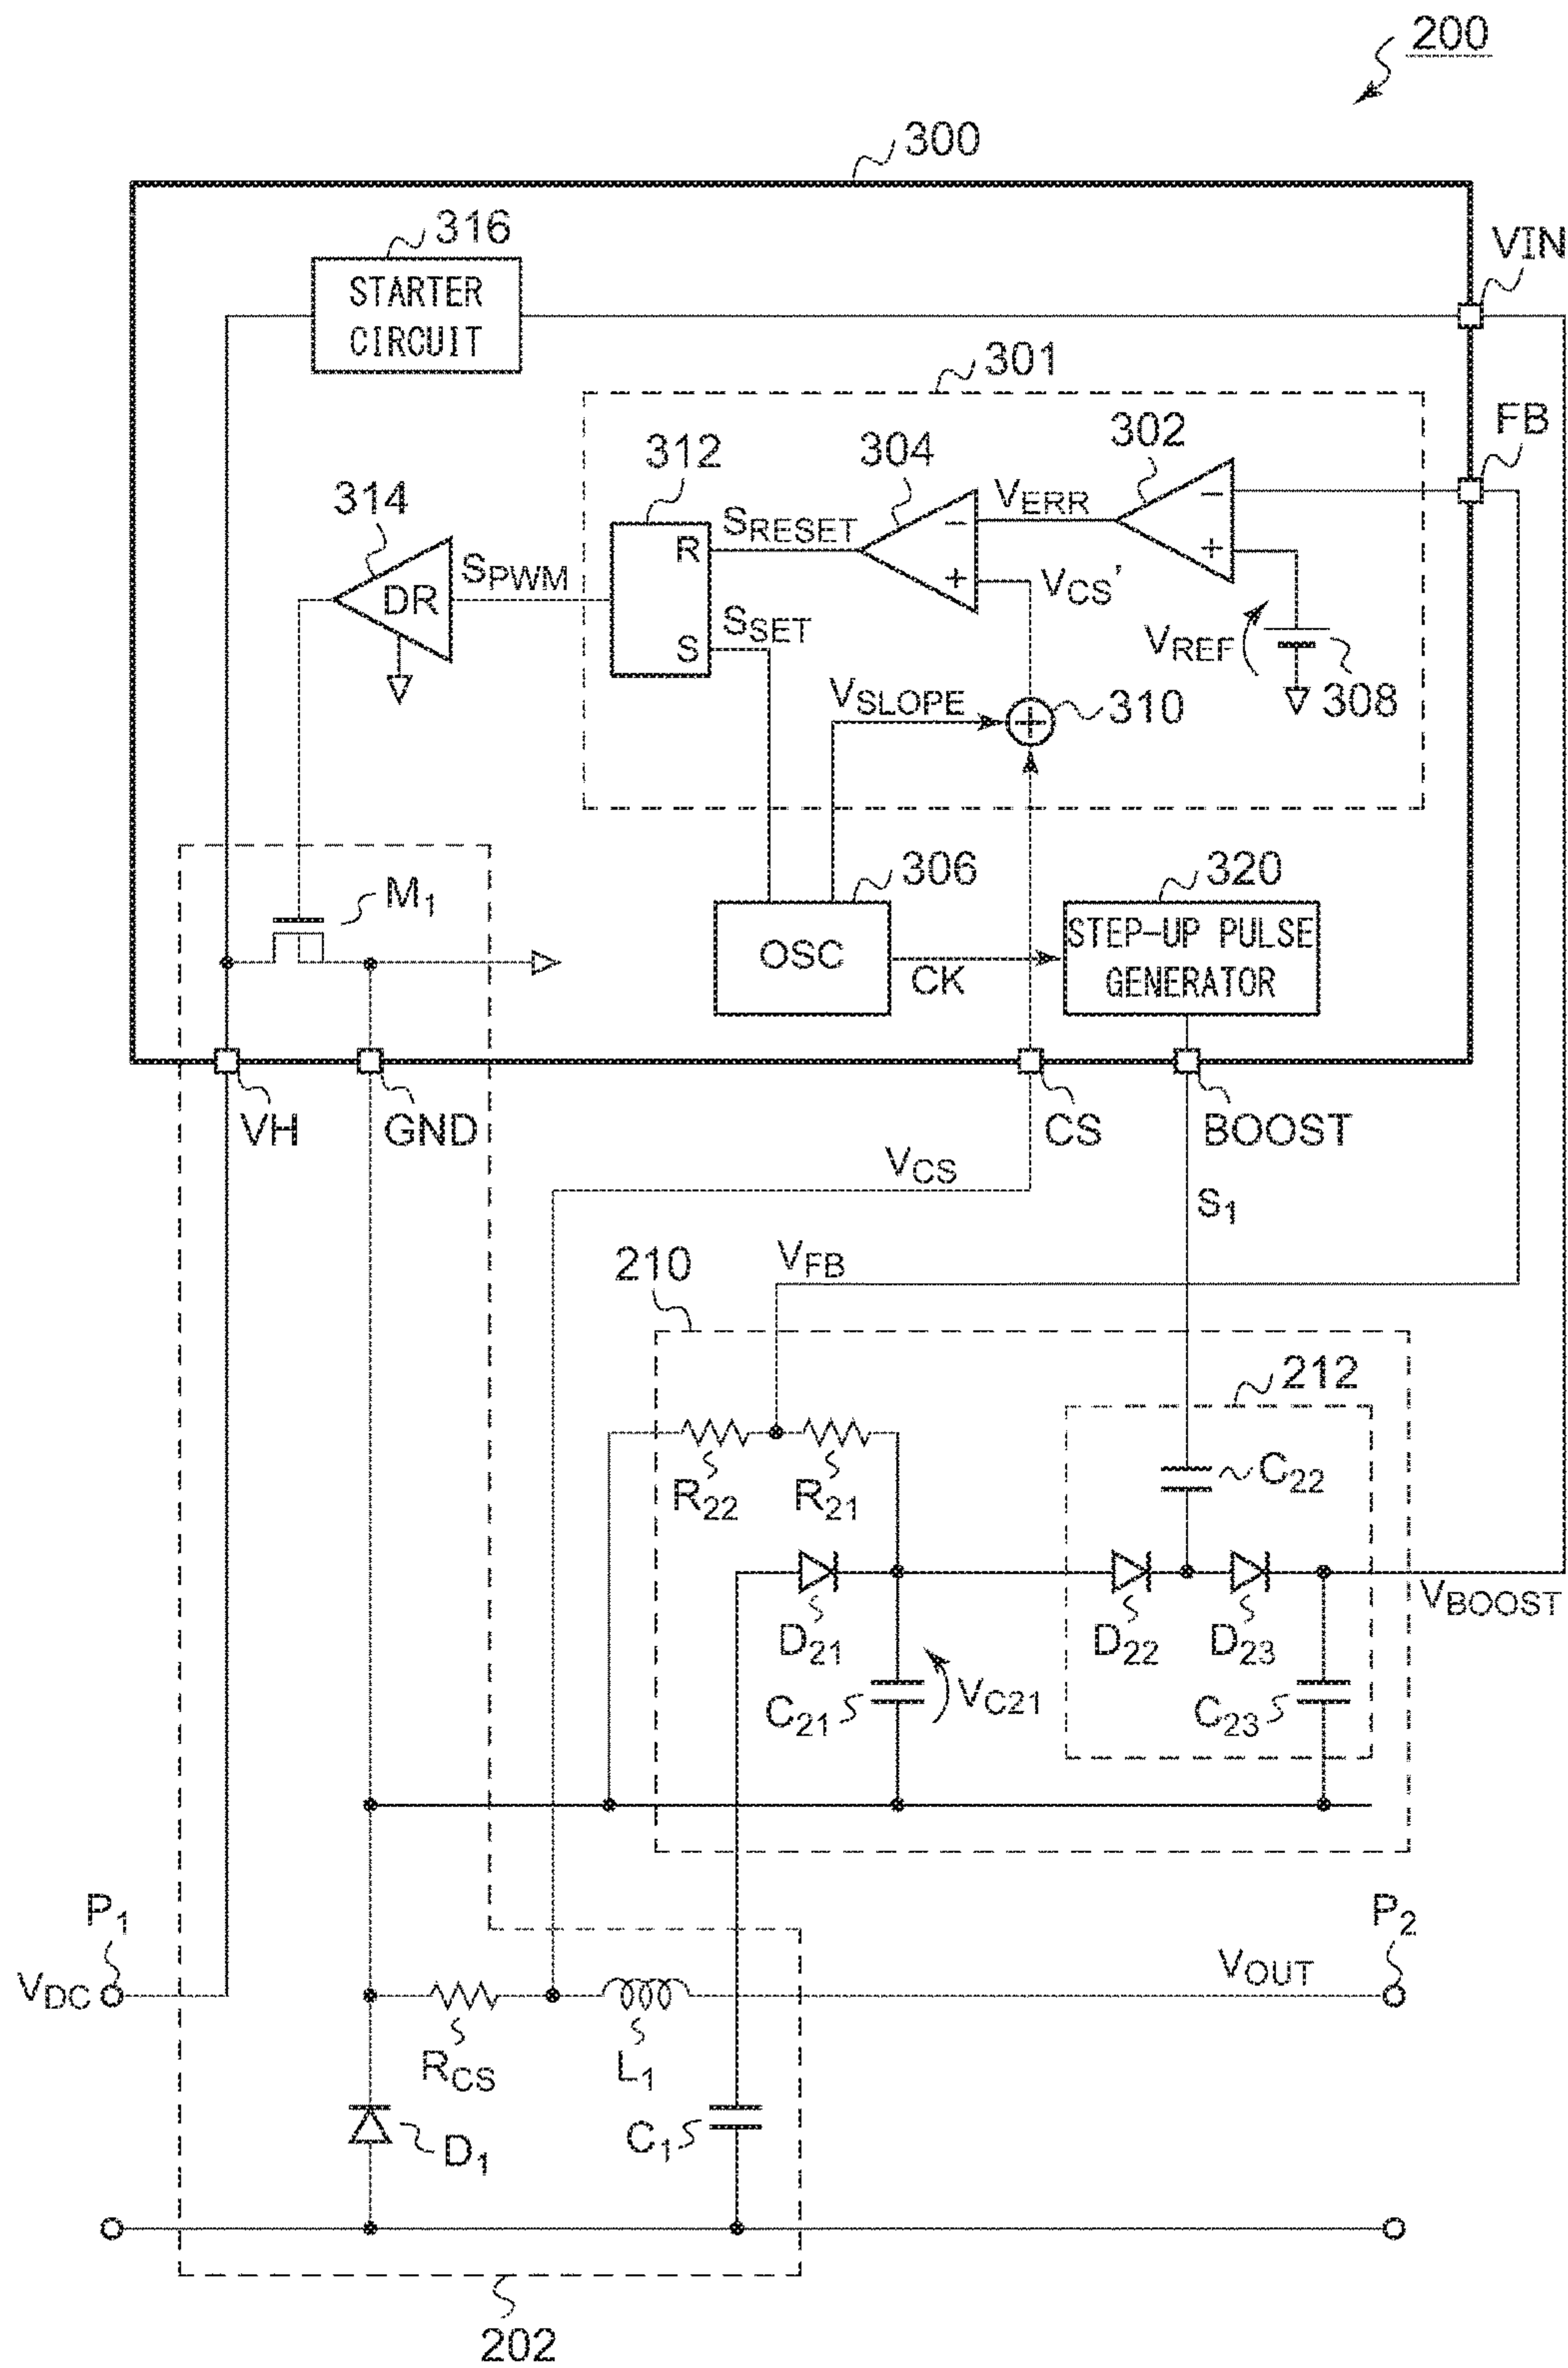 200
300
316
STARTER
CIRCUIT
VIN
301
FB
302
304
312
314
VERR
SRESET
SPWM
DR
R
S
SSET
VCS'
VREF
308
VSLOPE
310
+
−
+
−
+
M1
306
320
OSC
CK
STEP-UP PULSE
GENERATOR
VH
GND
CS
BOOST
VCS
S1
210
VFB
212
C22
R22
R21
D21
D22
D23
VBOOST
C21
VC21
C23
P1
P2
VDC
VOUT
RCS
L1
C1
D1
202